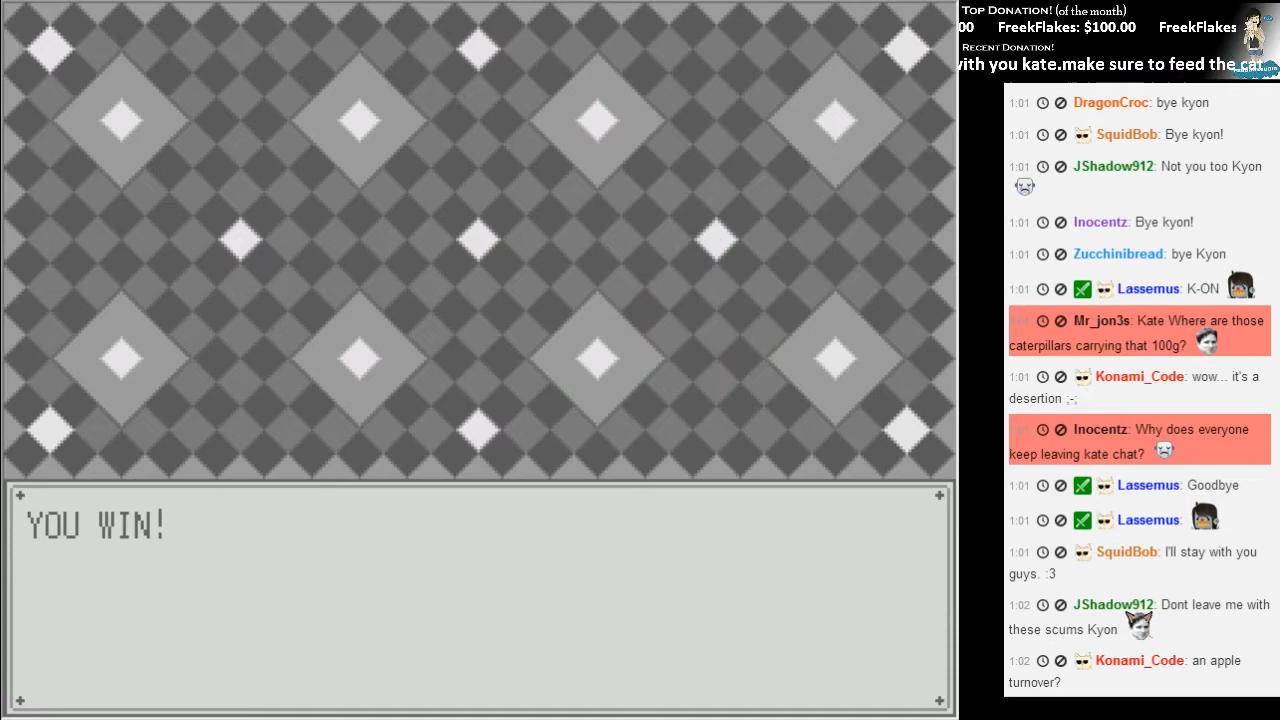 TOP DONATION! (of the month)
00 FreekFlakes: $100.00 FreekFlakes
RECENT DONATION!
with you kate.make sure to feed the cat
1:01 DragonCroc: bye kyon
1:01 SquidBob: Bye kyon!
1:01 JShadow912: Not you too Kyon
1:01 Inocentz: Bye kyon!
1:01 Zucchinibread: bye Kyon
1:01 Lassemus: K-ON
1:01 Mr_jon3s: Kate Where are those
caterpillars carrying that 100g?
1:01 Konami_Code: wow... it's a
desertion :-;
1:01 Inocentz: Why does everyone
keep leaving kate chat?
1:01 Lassemus: Goodbye
1:01 Lassemus:
1:01 SquidBob: I'll stay with you
guys. :3
1:02 JShadow912: Dont leave me with
these scums Kyon
1:02 Konami_Code: an apple
turnover?
YOU WIN!